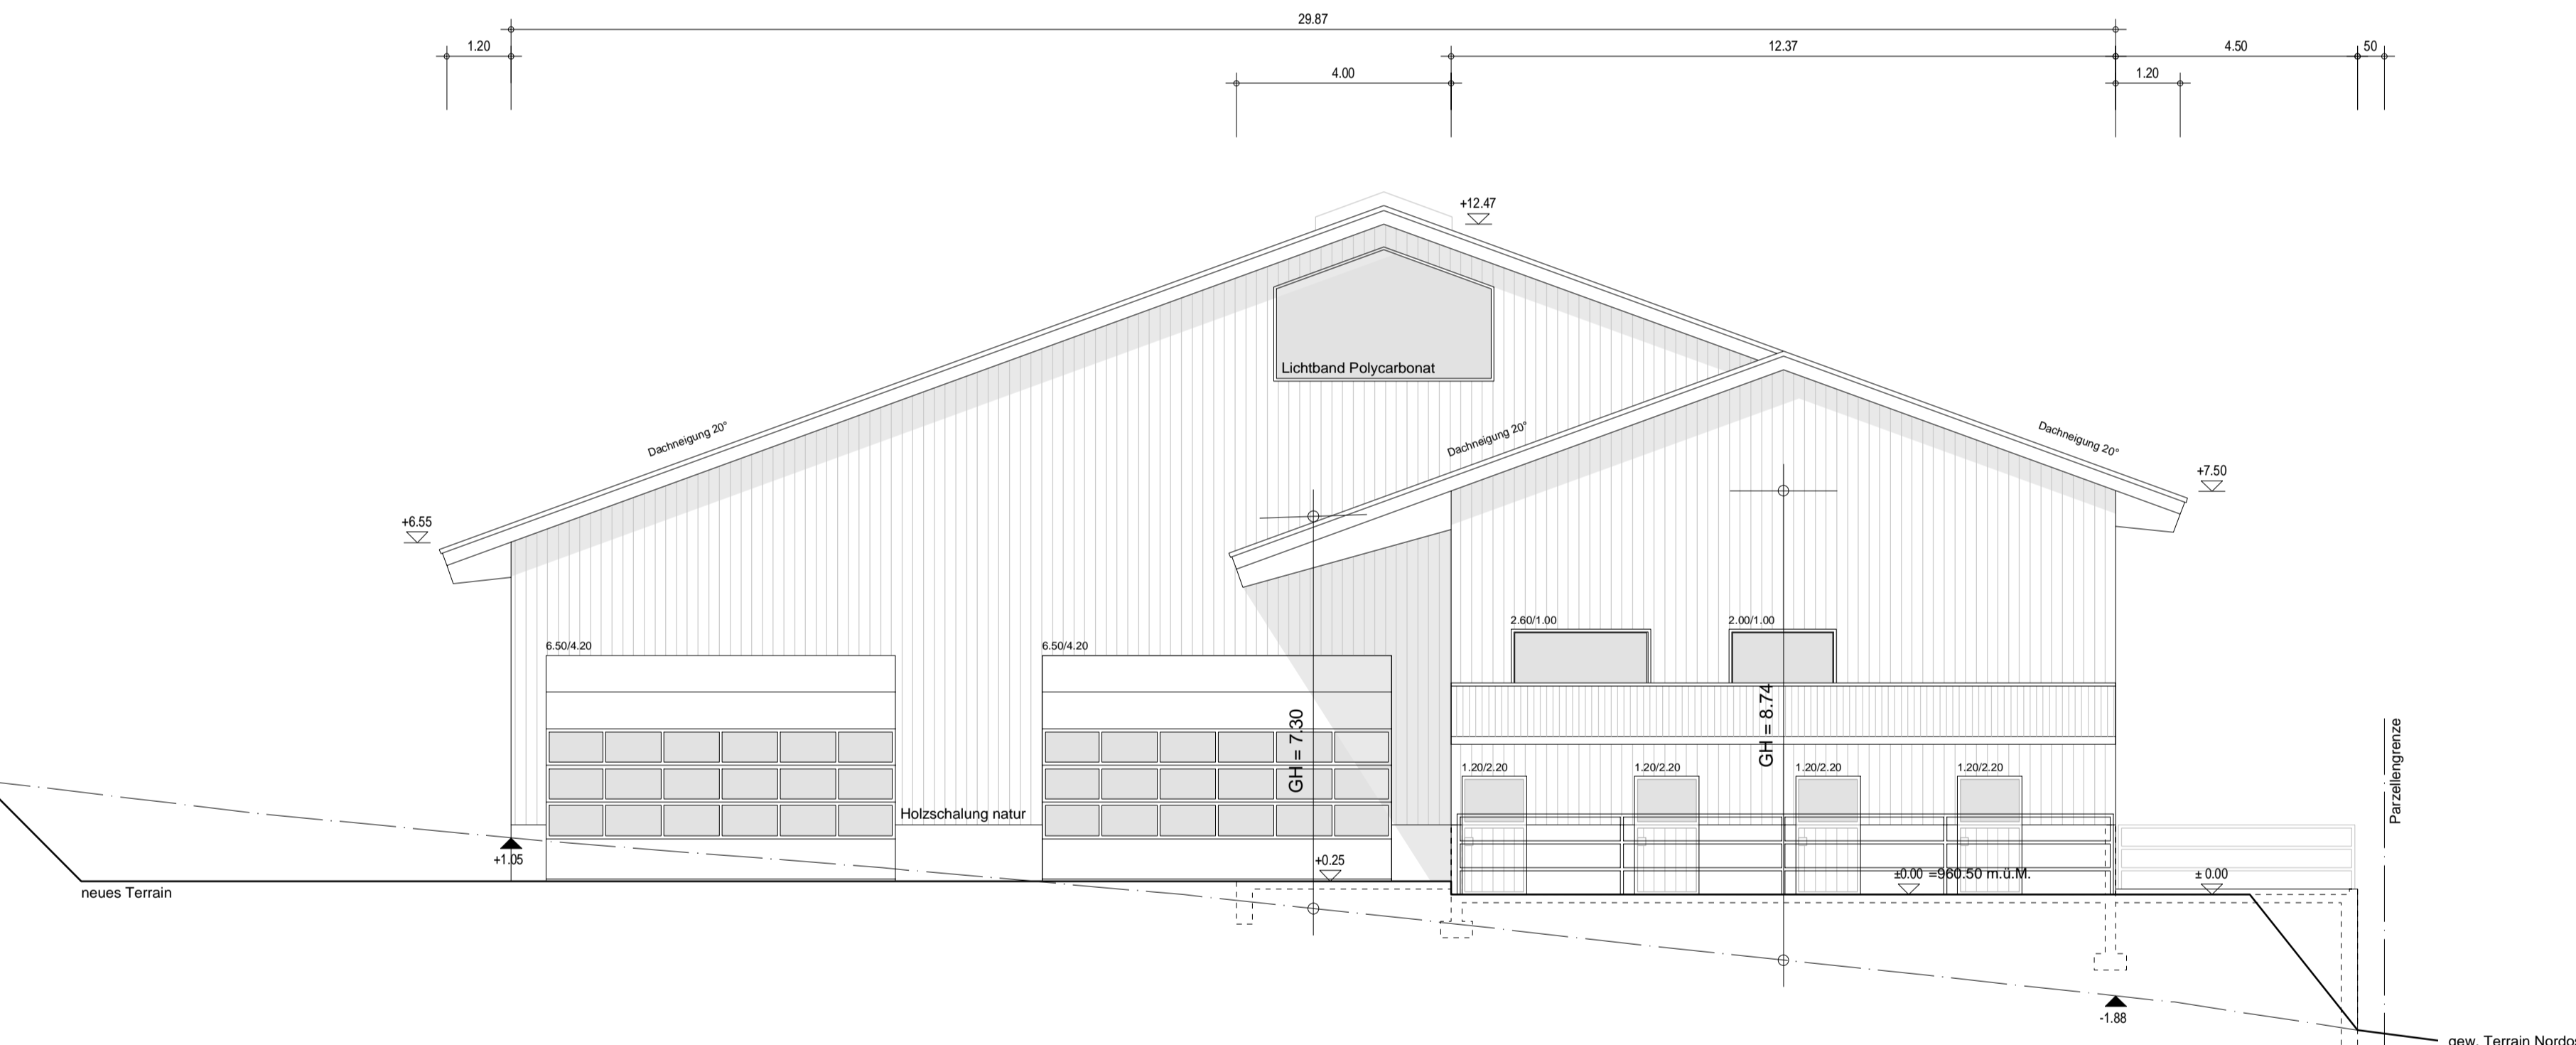 29.87
1.20
12.37
4.50
50
4.00
1.20
+12.47
Lichtband Polycarbonat
Dachneigung 20°
Dachneigung 20°
Dachneigung 20°
+7.50
+6.55
2.60/1.00
2.00/1.00
6.50/4.20
6.50/4.20
GH = 7.30
GH = 8.74
Parzellengrenze
1.20/2.20
1.20/2.20
1.20/2.20
1.20/2.20
Holzschalung natur
+1.05
+0.25
±0.00 =960.50 m.ü.M.
± 0.00
neues Terrain
-1.88
gew. Terrain